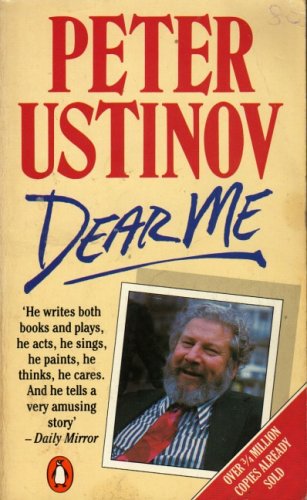 PETER
USTINOV
DEAR ME
'He writes both
books and plays,
he acts, he sings,
he paints, he
thinks, he cares.
And he tells a
very amusing
story'
– Daily Mirror
OVER ¾ MILLION
COPIES ALREADY
SOLD